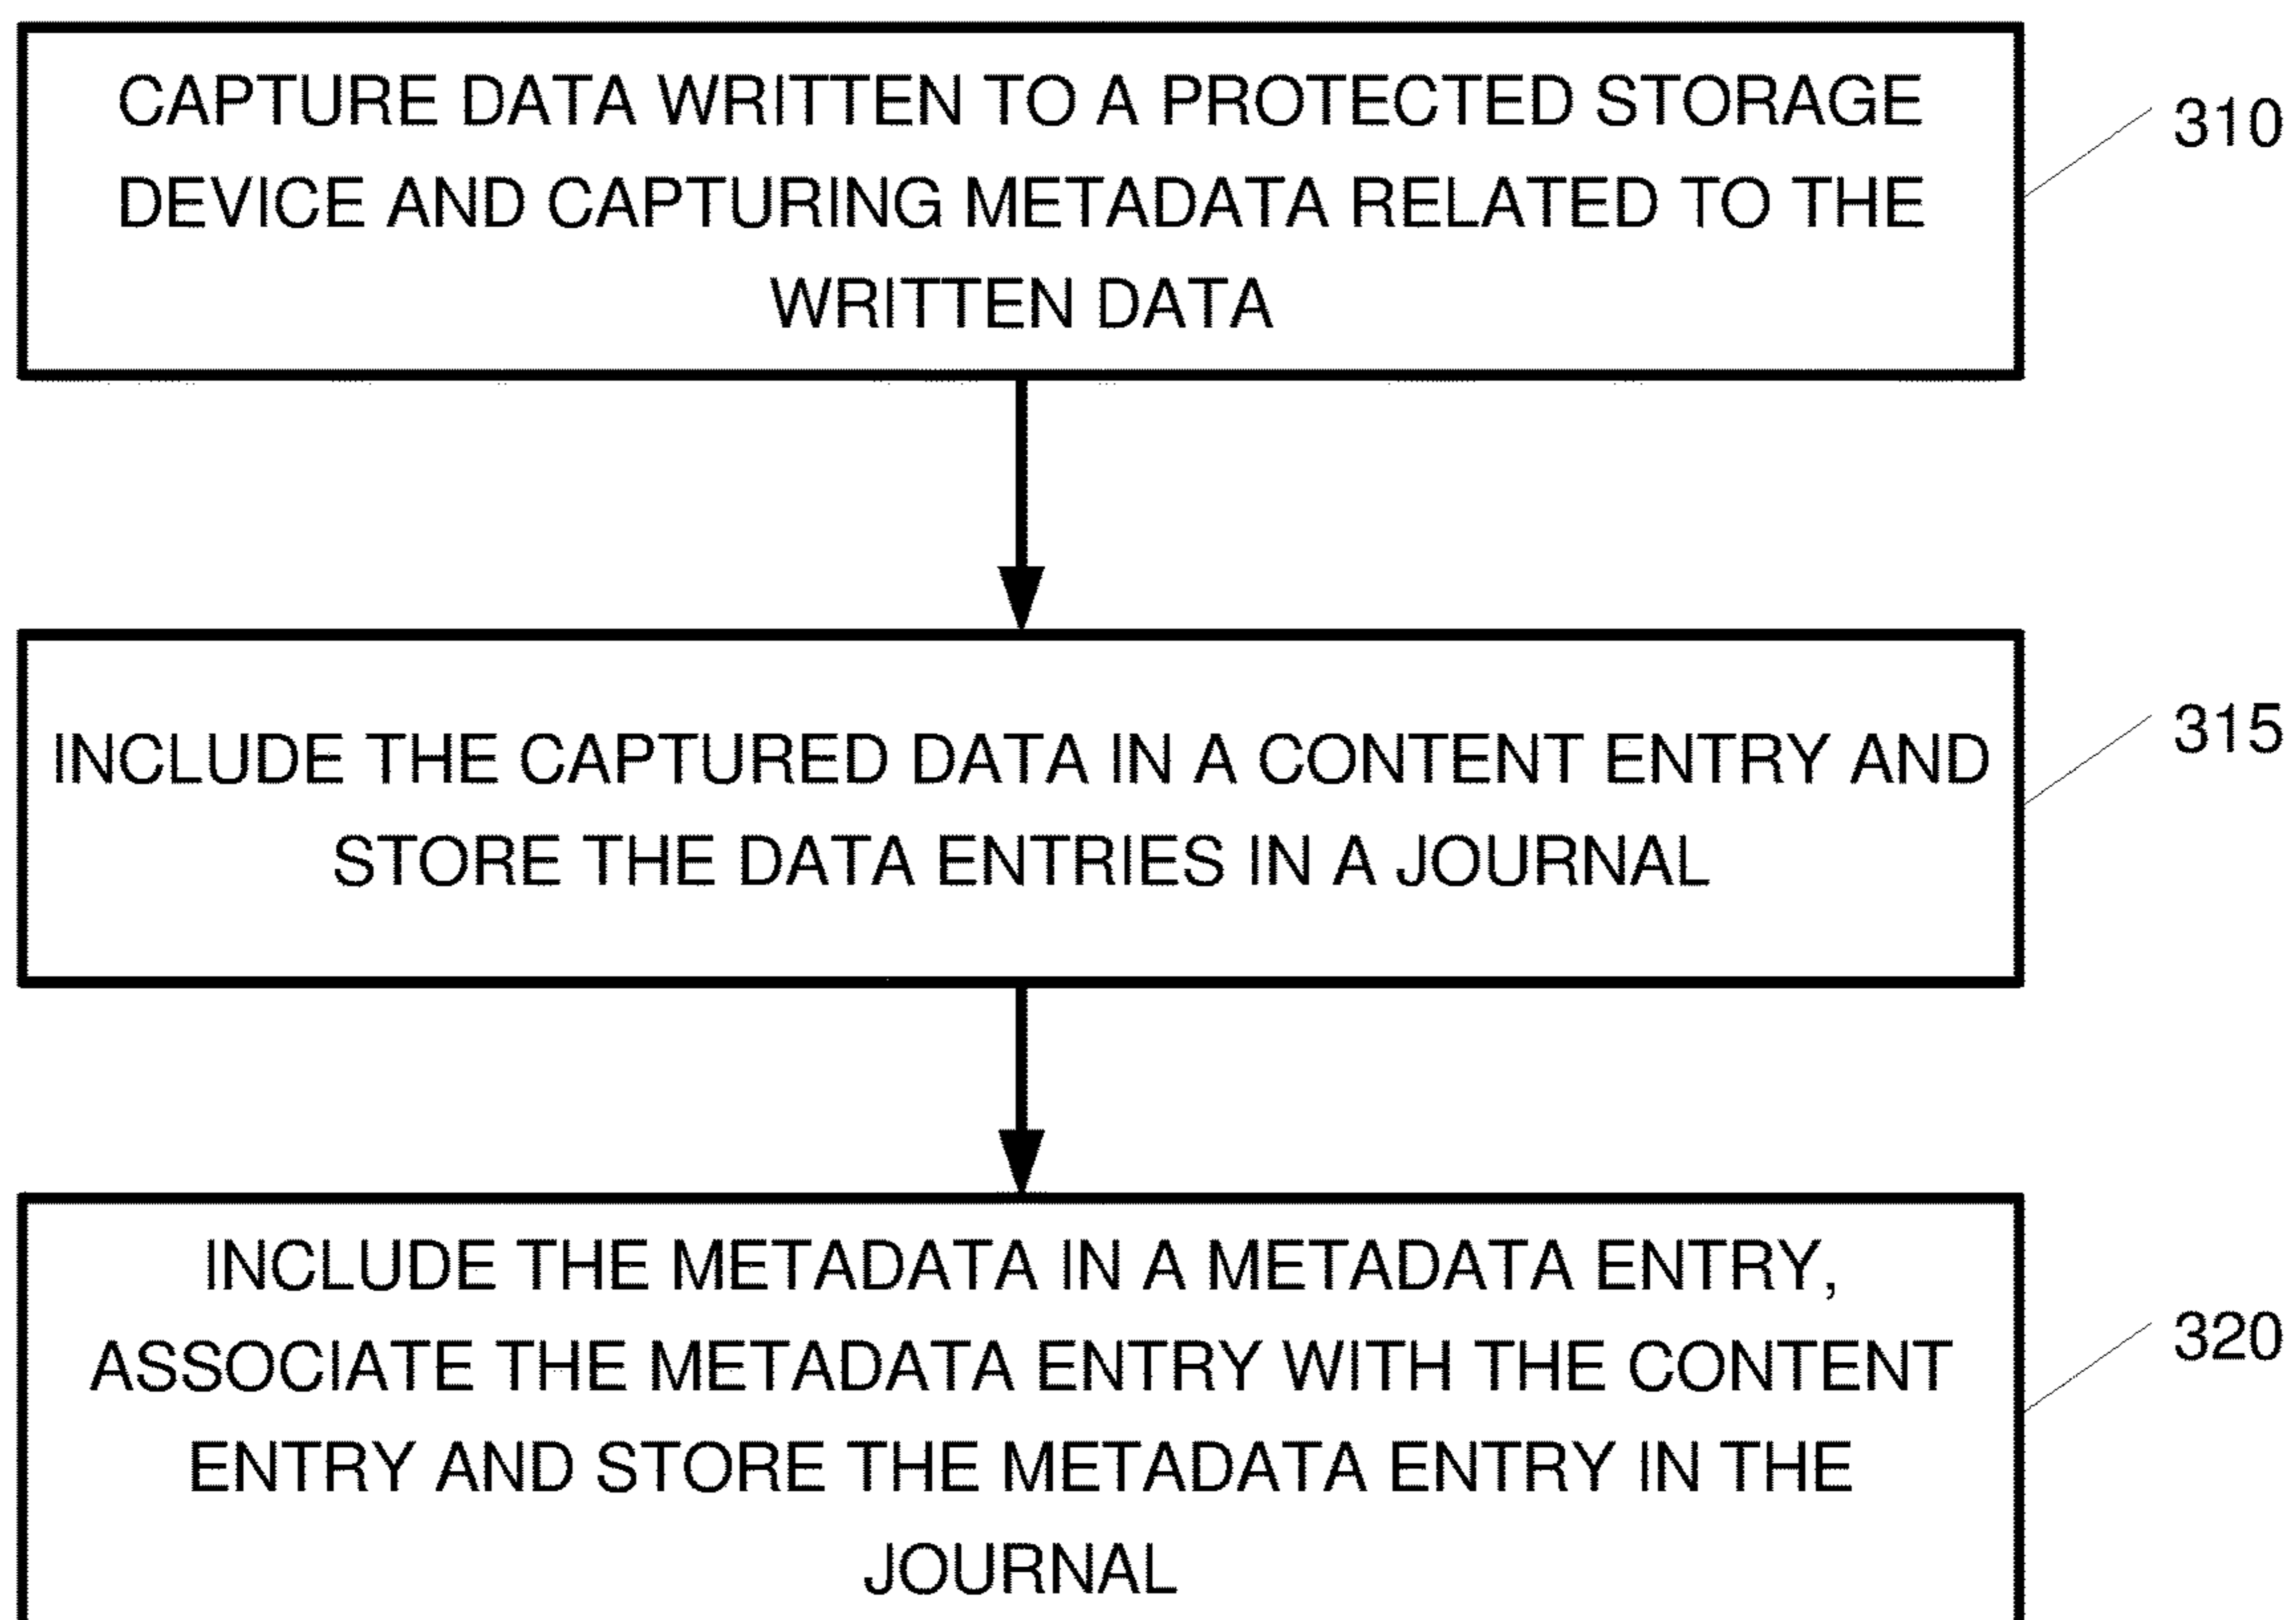 CAPTURE DATA WRITTEN TO A PROTECTED STORAGE
DEVICE AND CAPTURING METADATA RELATED TO THE
WRITTEN DATA
310
INCLUDE THE CAPTURED DATA IN A CONTENT ENTRY AND
STORE THE DATA ENTRIES IN A JOURNAL
315
INCLUDE THE METADATA IN A METADATA ENTRY,
ASSOCIATE THE METADATA ENTRY WITH THE CONTENT
ENTRY AND STORE THE METADATA ENTRY IN THE
JOURNAL
320